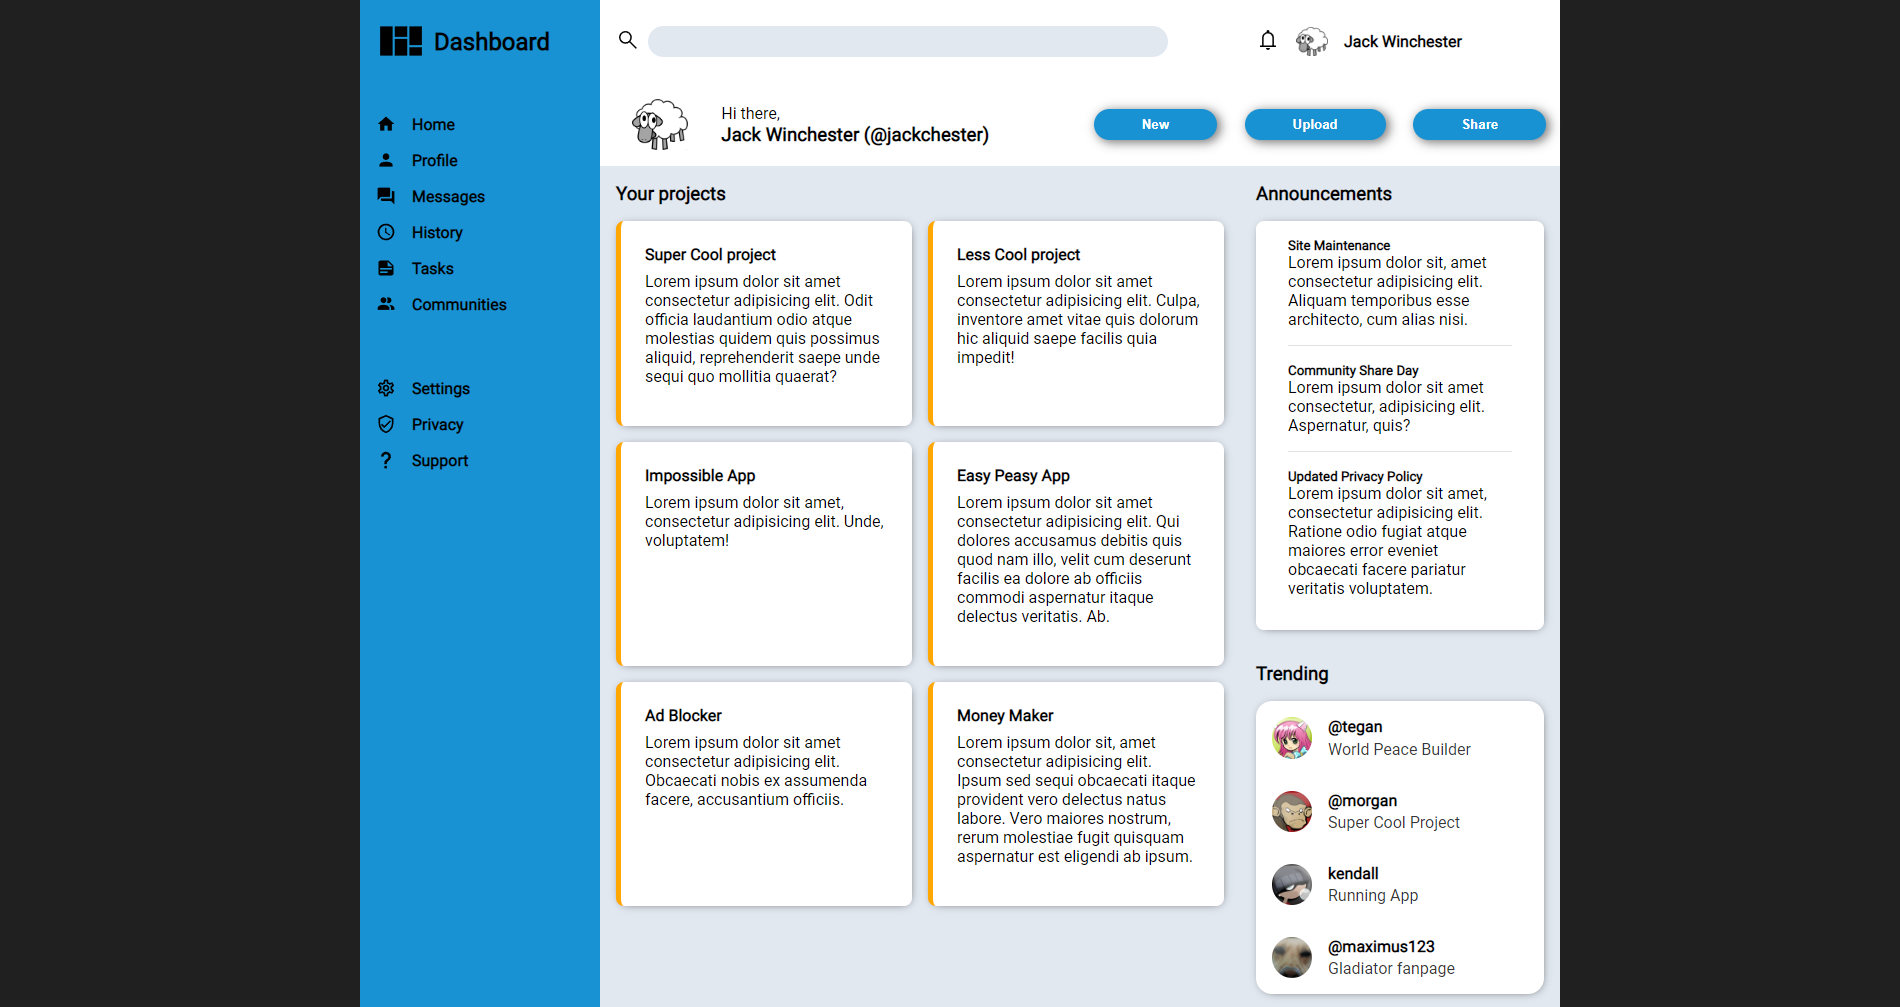 Dashboard
Home
Profile
Messages
History
Tasks
Communities
Settings
Privacy
Support
Jack Winchester
Hi there,
Jack Winchester (@jackchester)
New
Upload
Share
Your projects
Super Cool project
Lorem ipsum dolor sit amet
consectetur adipisicing elit. Odit
officia laudantium odio atque
molestias quidem quis possimus
aliquid, reprehenderit saepe unde
sequi quo mollitia quaerat?
Less Cool project
Lorem ipsum dolor sit amet
consectetur adipisicing elit. Culpa,
inventore amet vitae quis dolorum
hic aliquid saepe facilis quia
impedit!
Impossible App
Lorem ipsum dolor sit amet,
consectetur adipisicing elit. Unde,
voluptatem!
Easy Peasy App
Lorem ipsum dolor sit amet
consectetur adipisicing elit. Qui
dolores accusamus debitis quis
quod nam illo, velit cum deserunt
facilis ea dolore ab officiis
commodi aspernatur itaque
delectus veritatis. Ab.
Ad Blocker
Lorem ipsum dolor sit amet
consectetur adipisicing elit.
Obcaecati nobis ex assumenda
facere, accusantium officiis.
Money Maker
Lorem ipsum dolor sit, amet
consectetur adipisicing elit.
Ipsum sed sequi obcaecati itaque
provident vero delectus natus
labore. Vero maiores nostrum,
rerum molestiae fugit quisquam
aspernatur est eligendi ab ipsum.
Announcements
Site Maintenance
Lorem ipsum dolor sit, amet
consectetur adipisicing elit.
Aliquam temporibus esse
architecto, cum alias nisi.
Community Share Day
Lorem ipsum dolor sit amet
consectetur, adipisicing elit.
Aspernatur, quis?
Updated Privacy Policy
Lorem ipsum dolor sit amet,
consectetur adipisicing elit.
Ratione odio fugiat atque
maiores error eveniet
obcaecati facere pariatur
veritatis voluptatem.
Trending
@tegan
World Peace Builder
@morgan
Super Cool Project
kendall
Running App
@maximus123
Gladiator fanpage